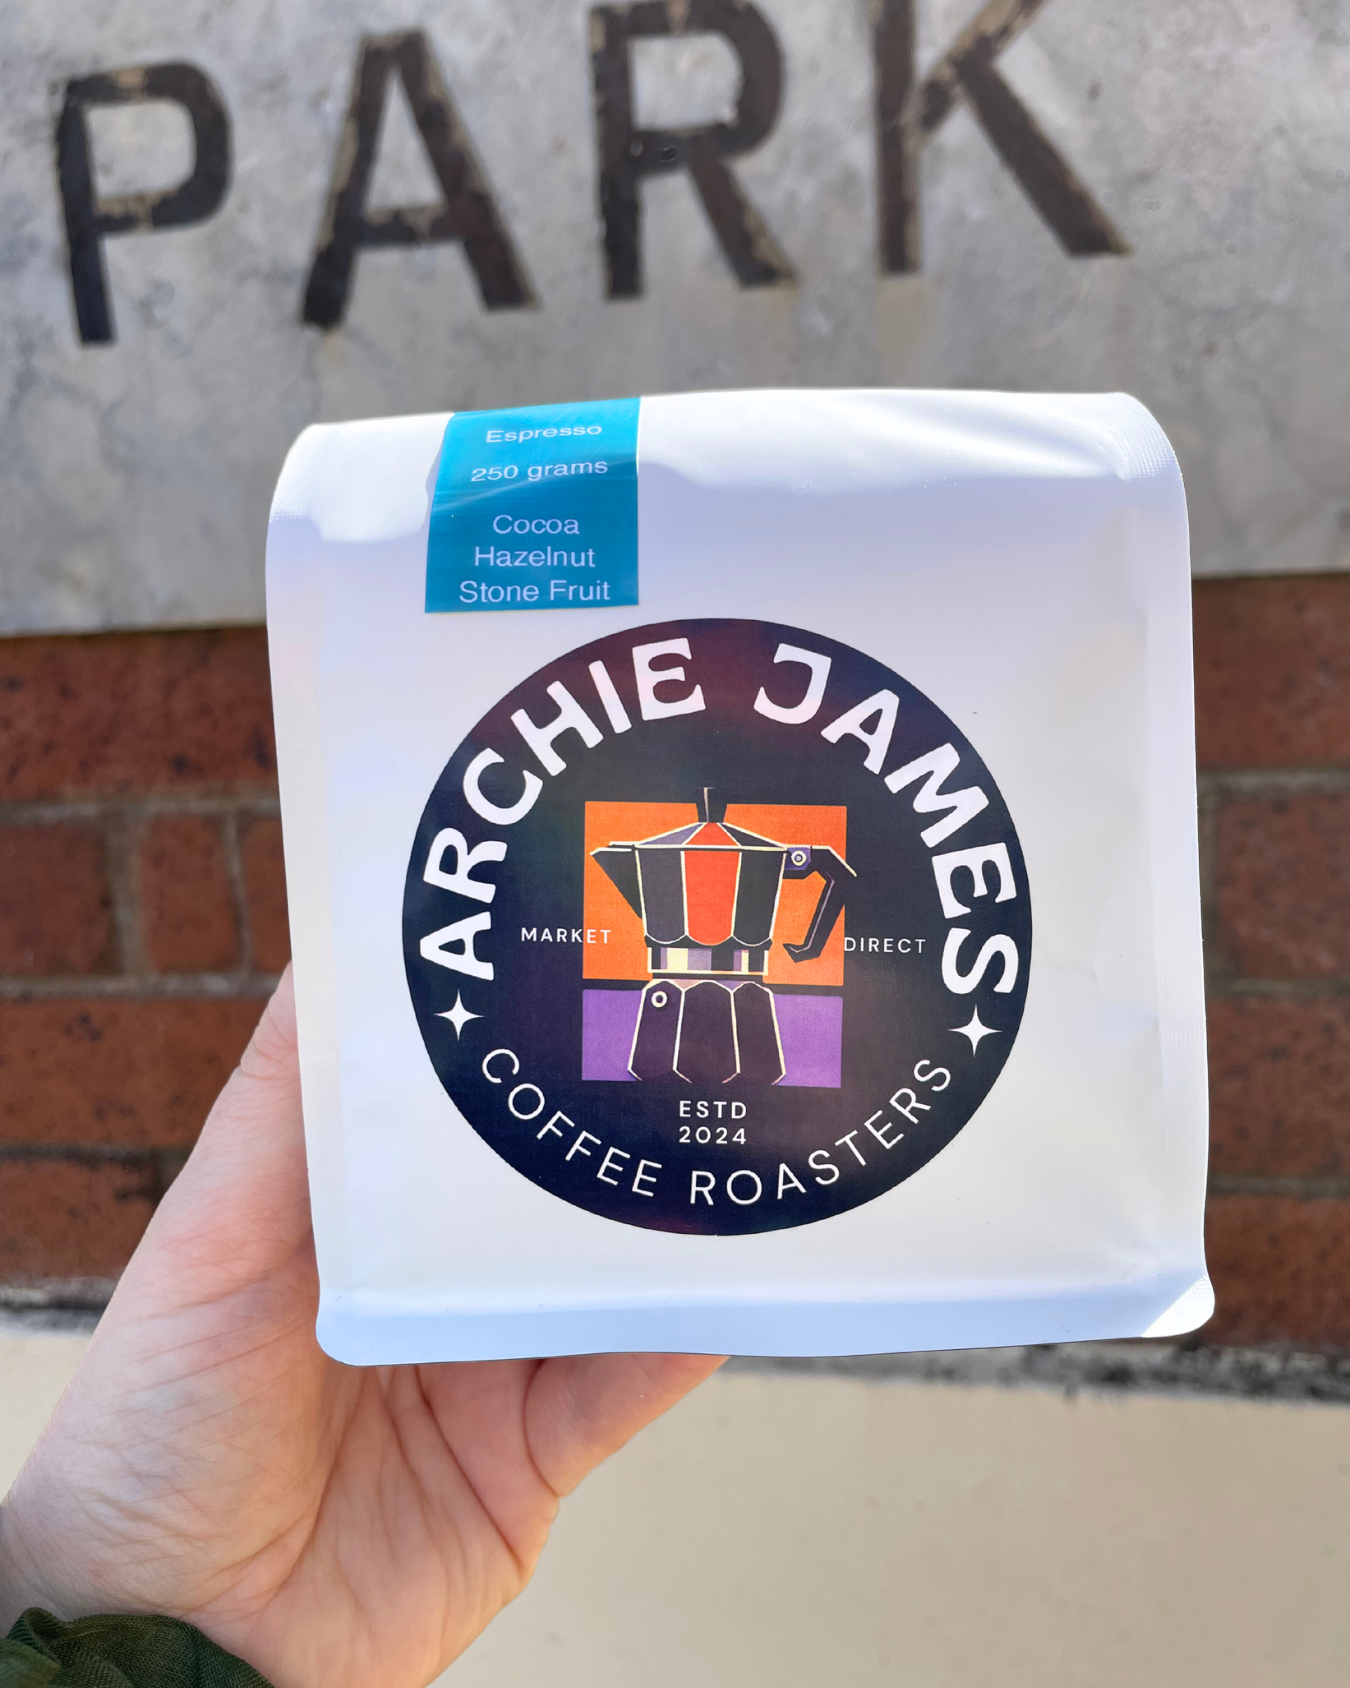 PARK
Espresso
250 grams
Cocoa
Hazelnut
Stone Fruit
ARCHIE JAMES
MARKET DIRECT
ESTD
2024
COFFEE ROASTERS